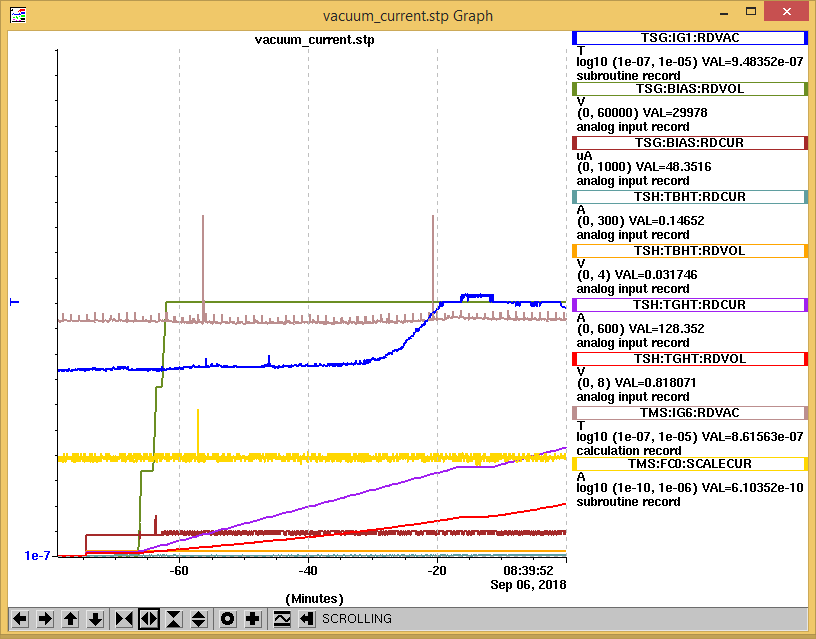 vacuum_current.stp Graph
vacuum_current.stp
T
1e-7
-60
-40
-20
08:39:52
Sep 06, 2018
(Minutes)
TSG:IG1:RDVAC
T
log10 (1e-07, 1e-05) VAL=9.48352e-07
subroutine record
TSG:BIAS:RDVOL
V
(0, 60000) VAL=29978
analog input record
TSG:BIAS:RDCUR
uA
(0, 1000) VAL=48.3516
analog input record
TSH:TBHT:RDCUR
A
(0, 300) VAL=0.14652
analog input record
TSH:TBHT:RDVOL
V
(0, 4) VAL=0.031746
analog input record
TSH:TGHT:RDCUR
A
(0, 600) VAL=128.352
analog input record
TSH:TGHT:RDVOL
V
(0, 8) VAL=0.818071
analog input record
TMS:IG6:RDVAC
T
log10 (1e-07, 1e-05) VAL=8.61563e-07
calculation record
TMS:FC0:SCALECUR
A
log10 (1e-10, 1e-06) VAL=6.10352e-10
subroutine record
SCROLLING